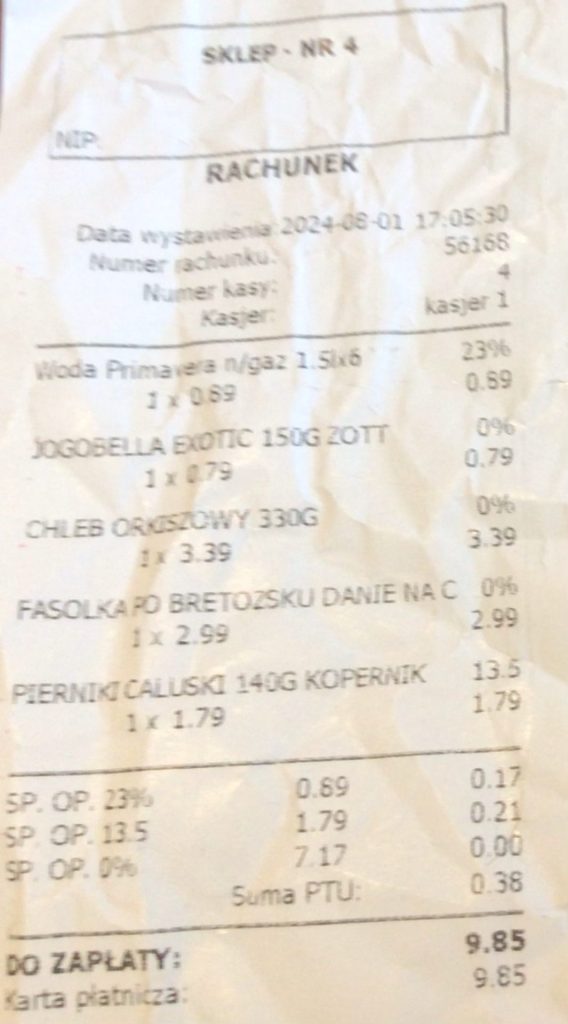 SKLEP - NR 4
NIP:
RACHUNEK
Data wystawienia: 2024-08-01 17:05:30
Numer rachunku: 56168
Numer kasy: 4
Kasjer: kasjer 1
Woda Primavera n/gaz 1.5lx6 23%
1 x 0.89 0.89
JOGOBELLA EXOTIC 150G ZOTT 0%
1 x 0.79 0.79
CHLEB ORKISZOWY 330G 0%
1 x 3.39 3.39
FASOLKA PO BRETOZSKU DANIE NA C 0%
1 x 2.99 2.99
PIERNIKI CALUSKI 140G KOPERNIK 13.5
1 x 1.79 1.79
SP. OP. 23% 0.89 0.17
SP. OP. 13.5 1.79 0.21
SP. OP. 0% 7.17 0.00
Suma PTU: 0.38
DO ZAPŁATY: 9.85
Karta płatnicza: 9.85